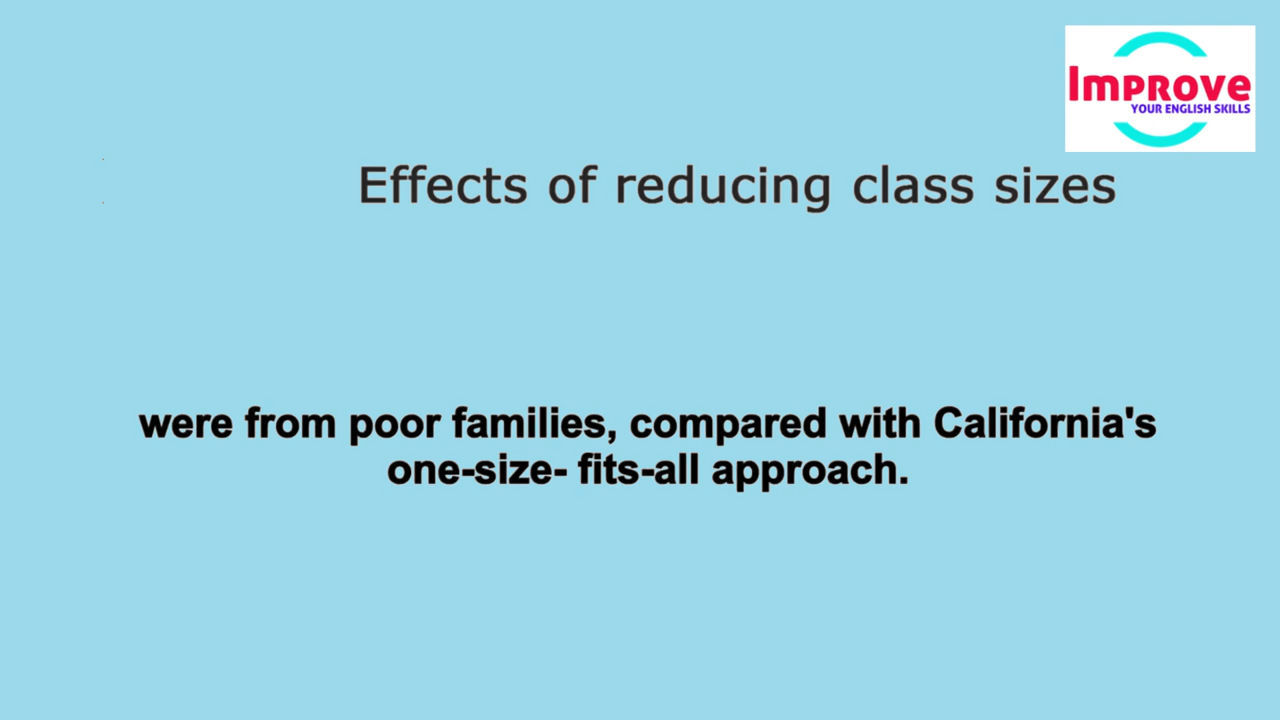 Improve
YOUR ENGLISH SKILLS
Effects of reducing class sizes
were from poor families, compared with California's
one-size- fits-all approach.